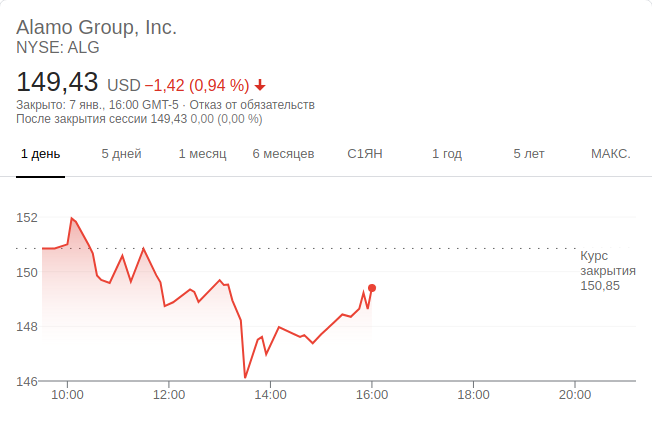 Alamo Group, Inc.
NYSE: ALG
149,43 USD −1,42 (0,94 %)
Закрыто: 7 янв., 16:00 GMT-5 · Отказ от обязательств
После закрытия сессии 149,43 0,00 (0,00 %)
1 день 5 дней 1 месяц 6 месяцев С1ЯН 1 год 5 лет МАКС.
152
Курс
закрытия
150,85
150
148
146
10:00 12:00 14:00 16:00 18:00 20:00